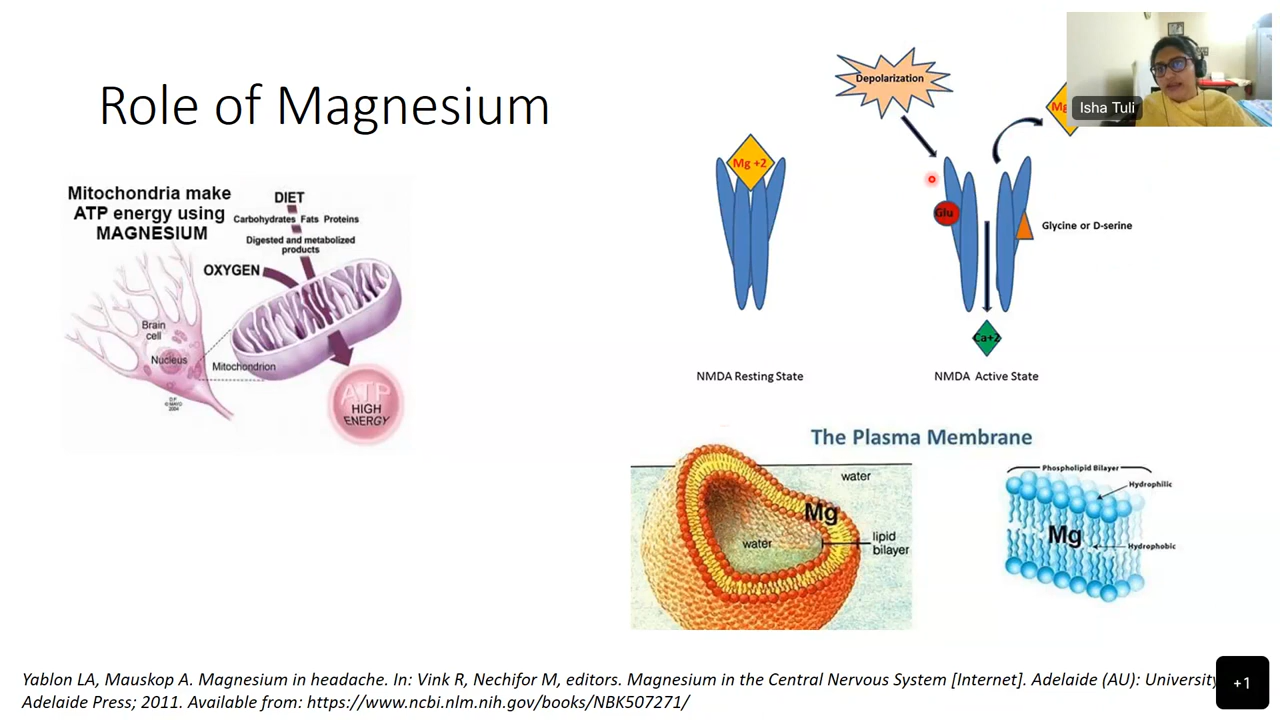 Role of Magnesium
Mitochondria make
ATP energy using
MAGNESIUM
DIET
Carbohydrates Fats Proteins
Digested and metabolized
products
OXYGEN
Brain
cell
Nucleus
Mitochondrion
ATP
HIGH
ENERGY
Depolarization
Mg
Isha Tuli
Mg +2
Glu
Glycine or D-serine
Ca+2
NMDA Resting State
NMDA Active State
The Plasma Membrane
water
Mg
water
lipid
bilayer
Phospholipid Bilayer
Hydrophilic
Mg
Hydrophobic
Yablon LA, Mauskop A. Magnesium in headache. In: Vink R, Nechifor M, editors. Magnesium in the Central Nervous System [Internet]. Adelaide (AU): University
Adelaide Press; 2011. Available from: https://www.ncbi.nlm.nih.gov/books/NBK507271/
+1